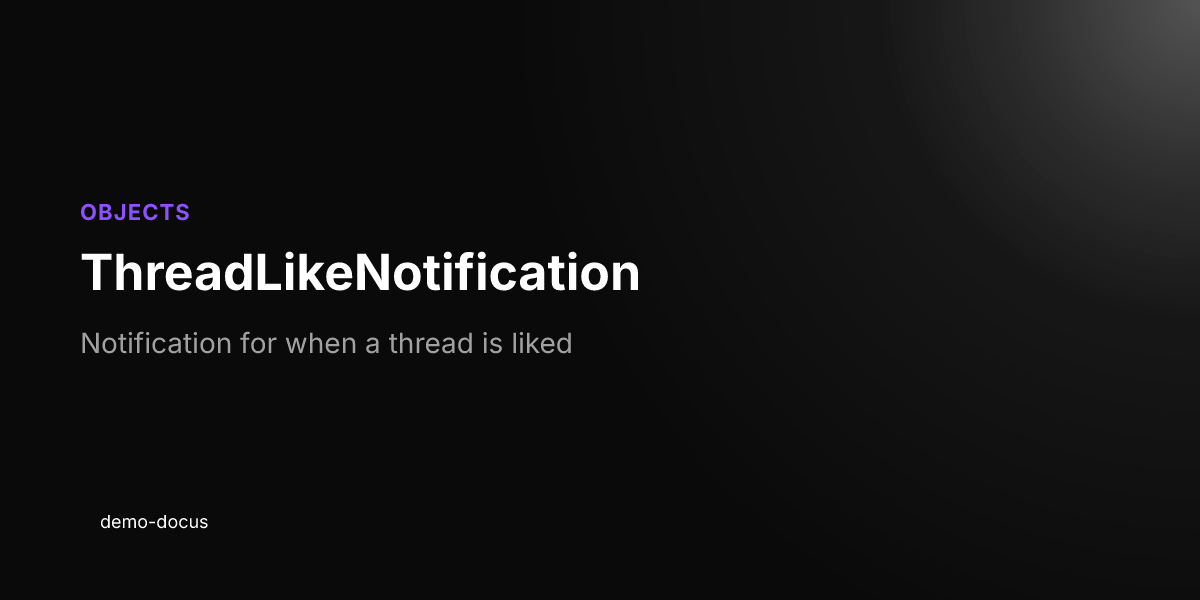 OBJECTS
ThreadLikeNotification
Notification for when a thread is liked
demo-docus